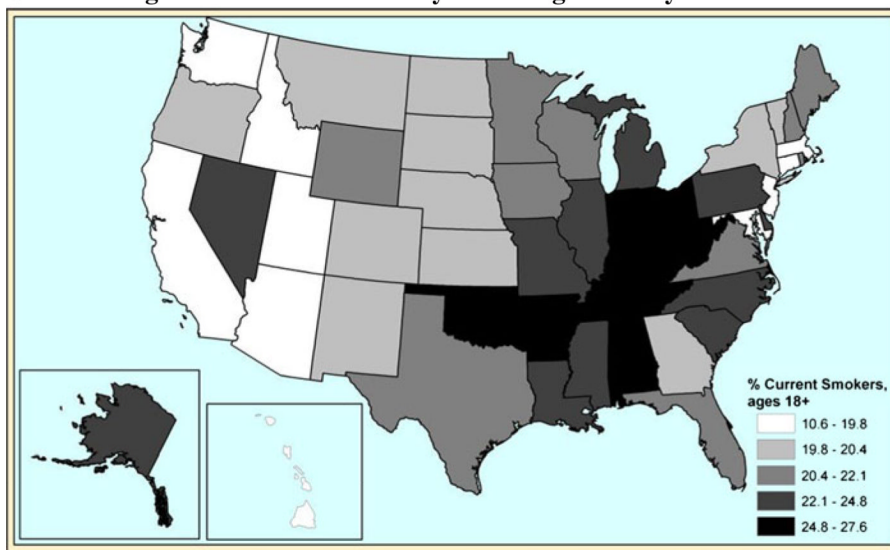 % Current Smokers,
ages 18+
10.6 - 19.8
19.8 - 20.4
20.4 - 22.1
22.1 - 24.8
24.8 - 27.6